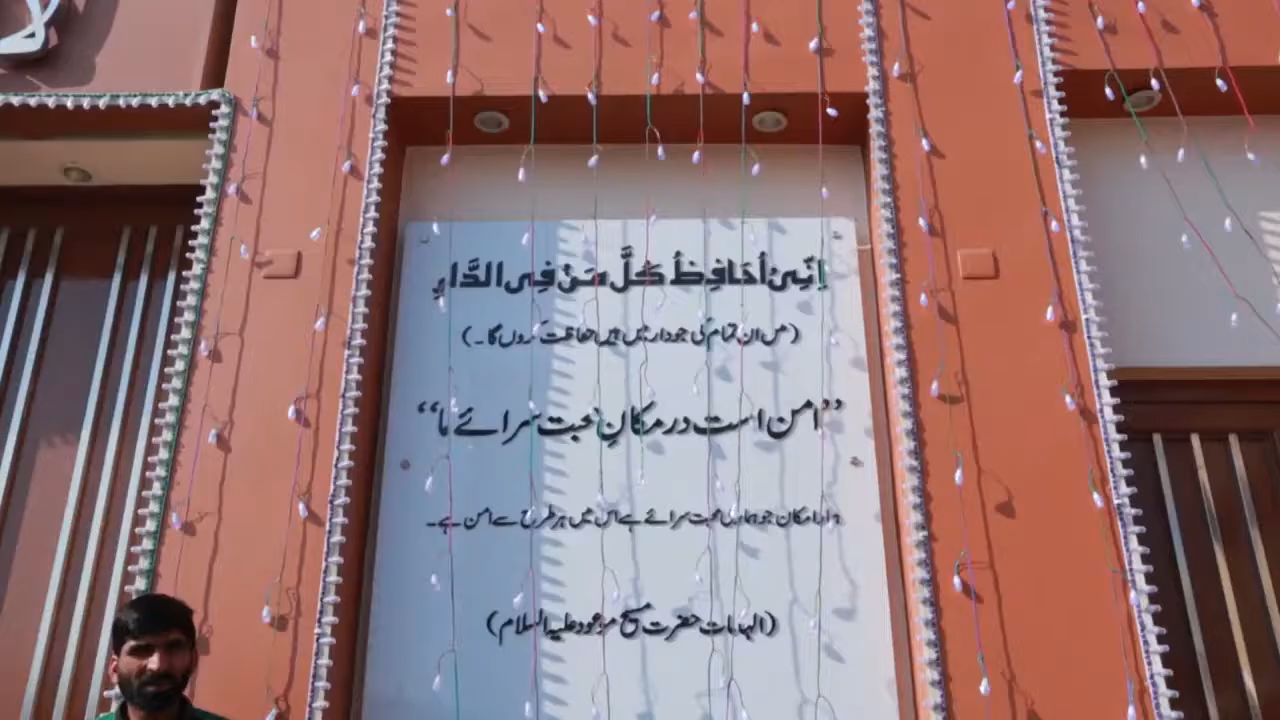 اِنِّیْ اُحَافِظُ کُلَّ مَنْ فِی الدَّارِ
(میں ان تمام کی جو دار میں ہیں حفاظت کروں گا۔)
”امن است در مکانِ محبت سرائے ما“
ہمارا مکان جو ہماری محبت سرائے ہے اس میں ہر طرح سے امن ہے۔
(الہامات حضرت مسیح موعود علیہ السلام)